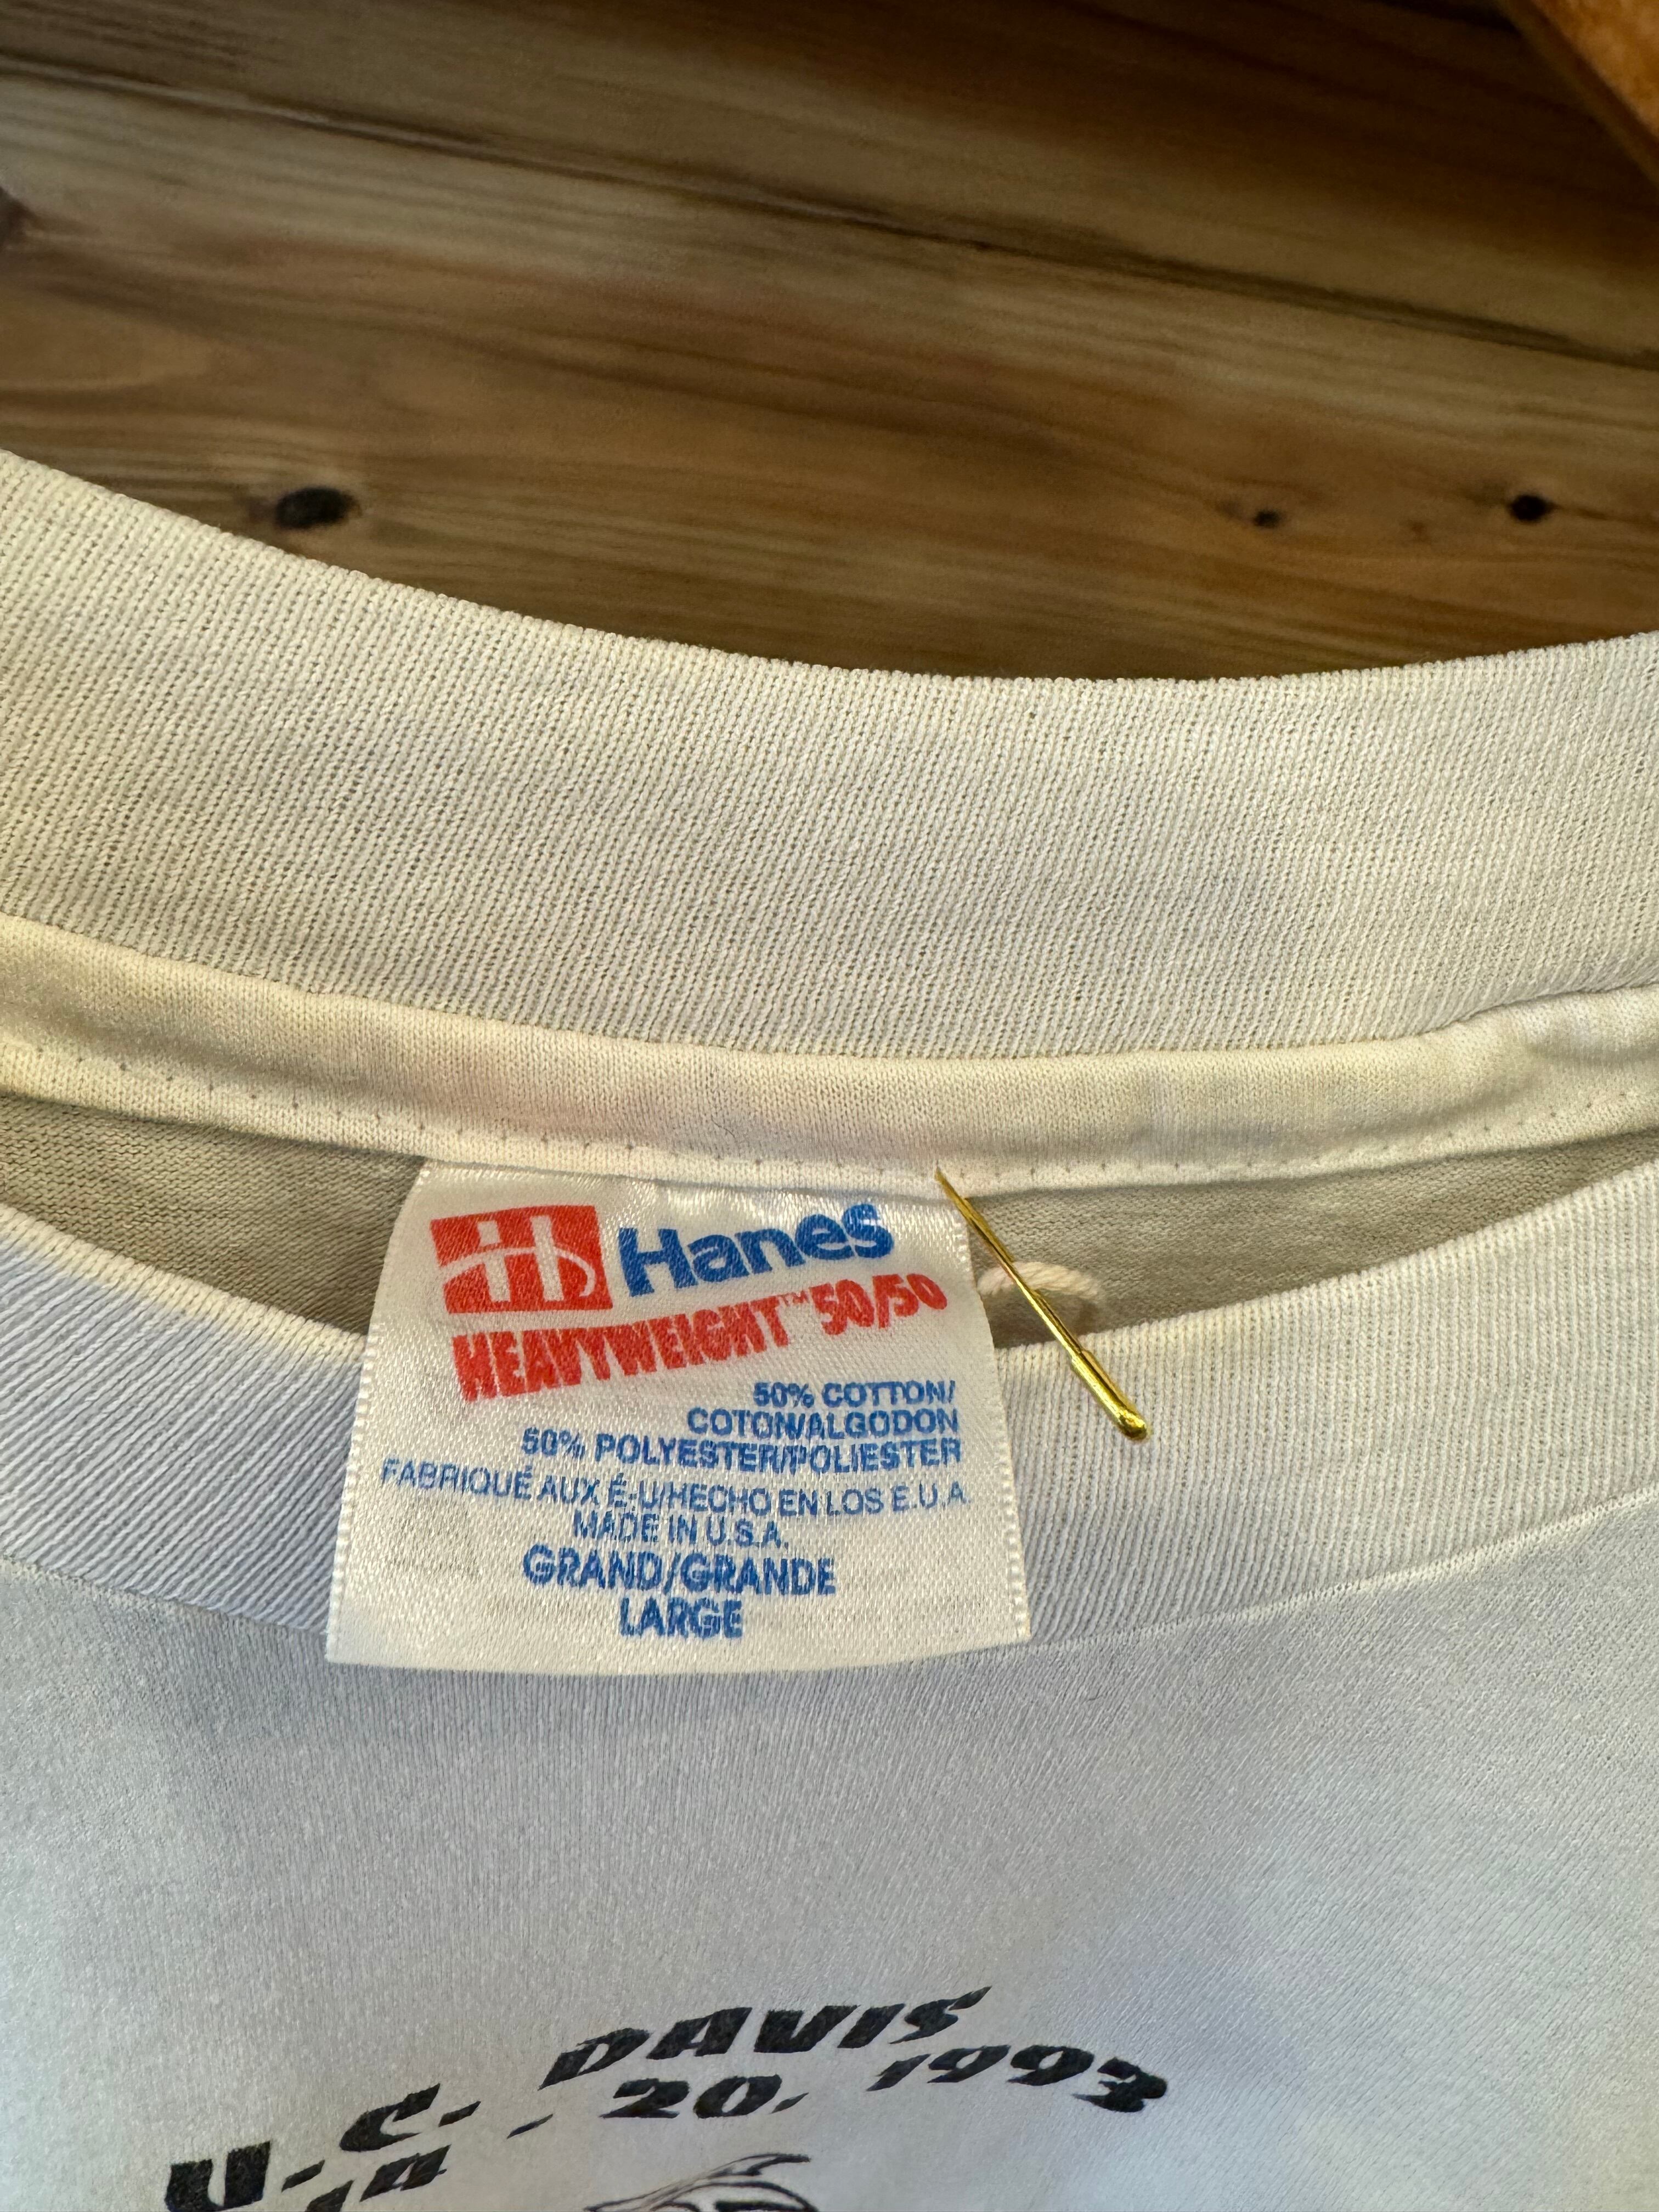 Hanes
HEAVYWEIGHT™ 50/50
50% COTTON/
COTON/ALGODON
50% POLYESTER/POLIESTER
FABRIQUÉ AUX É-U/HECHO EN LOS E.U.A.
MADE IN U.S.A.
GRAND/GRANDE
LARGE
U.C. DAVIS
- 20, 1993